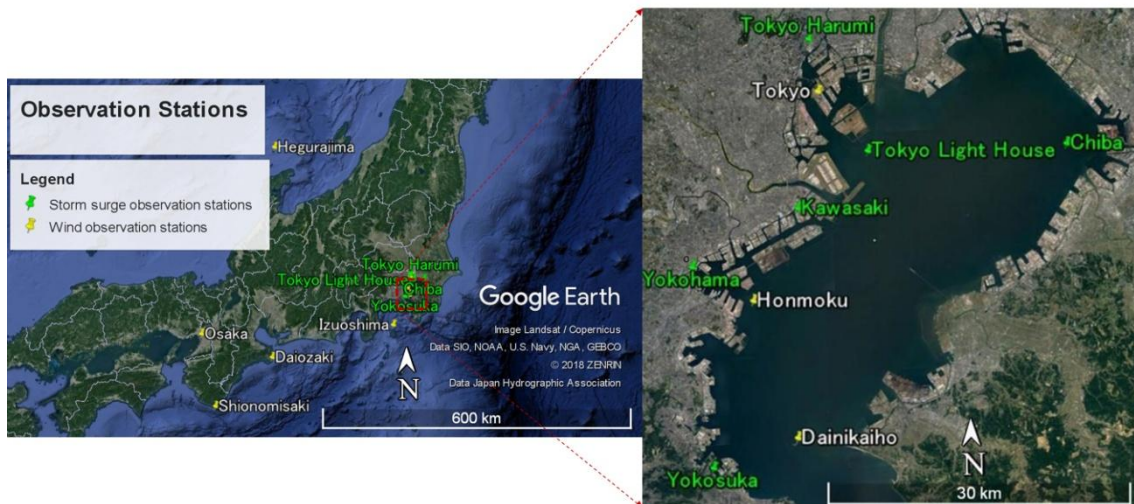 Observation Stations
Legend
Storm surge observation stations
Wind observation stations
Hegurajima
Tokyo Harumi
Tokyo Light House
Chiba
Yokosuka
Izuoshima
Osaka
Daiozaki
Shionomisaki
Google Earth
Image Landsat / Copernicus
Data SIO, NOAA, U.S. Navy, NGA, GEBCO
© 2018 ZENRIN
Data Japan Hydrographic Association
N
600 km
Tokyo Harumi
Tokyo
Tokyo Light House
Chiba
Kawasaki
Yokohama
Honmoku
Dainikaiho
Yokosuka
N
30 km